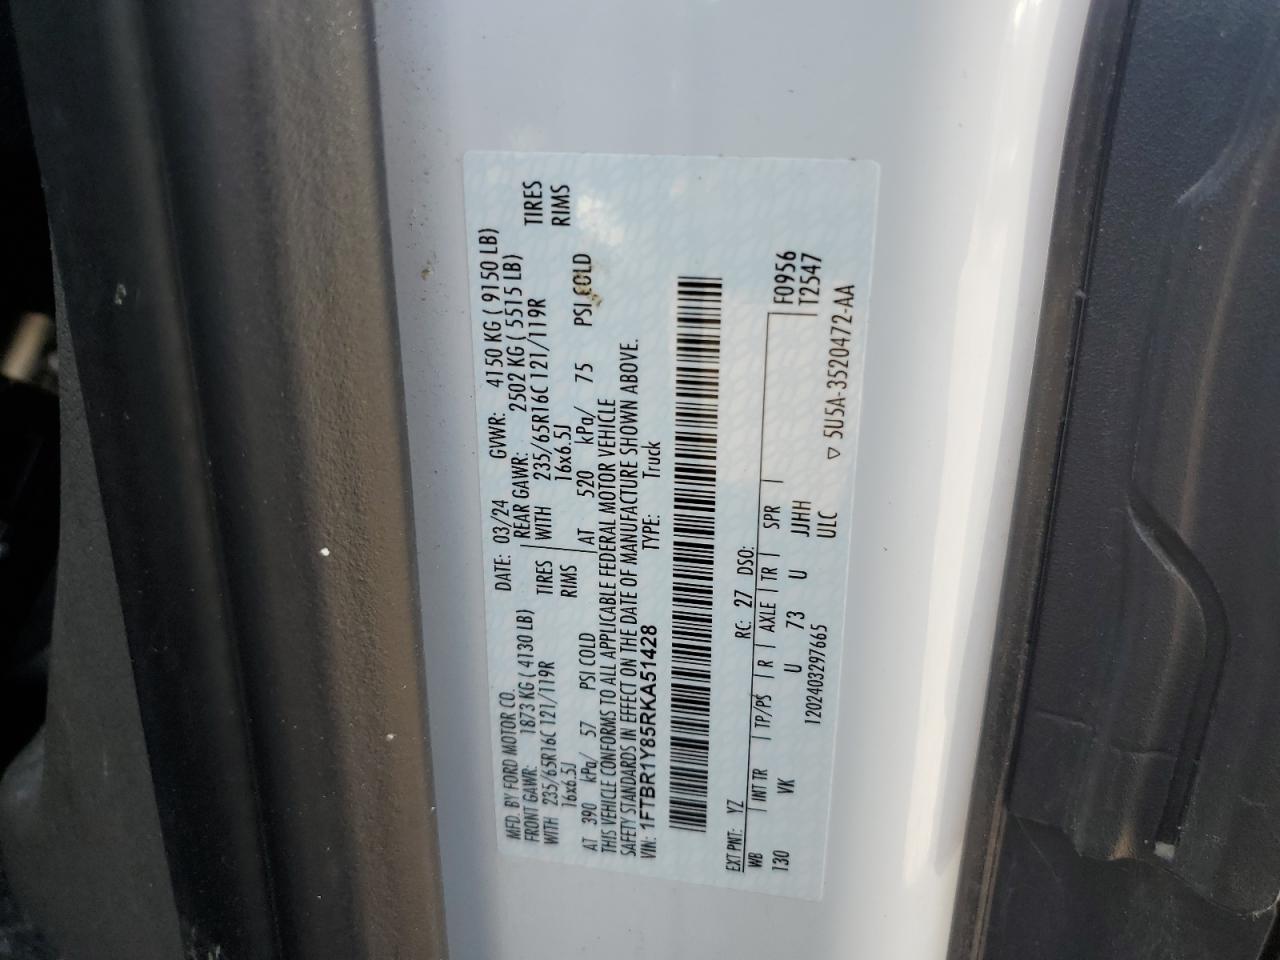 MFD. BY FORD MOTOR CO. DATE: 03/24 GVWR: 4150 KG ( 9150 LB)
FRONT GAWR: 1873 KG ( 4130 LB) REAR GAWR: 2502 KG ( 5515 LB)
WITH 235/65R16C 121/119R TIRES WITH 235/65R16C 121/119R TIRES
16x6.5J RIMS 16x6.5J RIMS
AT 390 kPa/ 57 PSI COLD AT 520 kPa/ 75 PSI COLD
THIS VEHICLE CONFORMS TO ALL APPLICABLE FEDERAL MOTOR VEHICLE
SAFETY STANDARDS IN EFFECT ON THE DATE OF MANUFACTURE SHOWN ABOVE.
VIN: 1FTBR1Y85RKA51428 TYPE: Truck
EXT PNT: YZ RC: 27 DSO:
WB INT TR TP/PS R AXLE TR SPR F0956
130 VK U 73 U JJHH T2547
120240329766​5 ULC
▽ 5U5A-3520472-AA